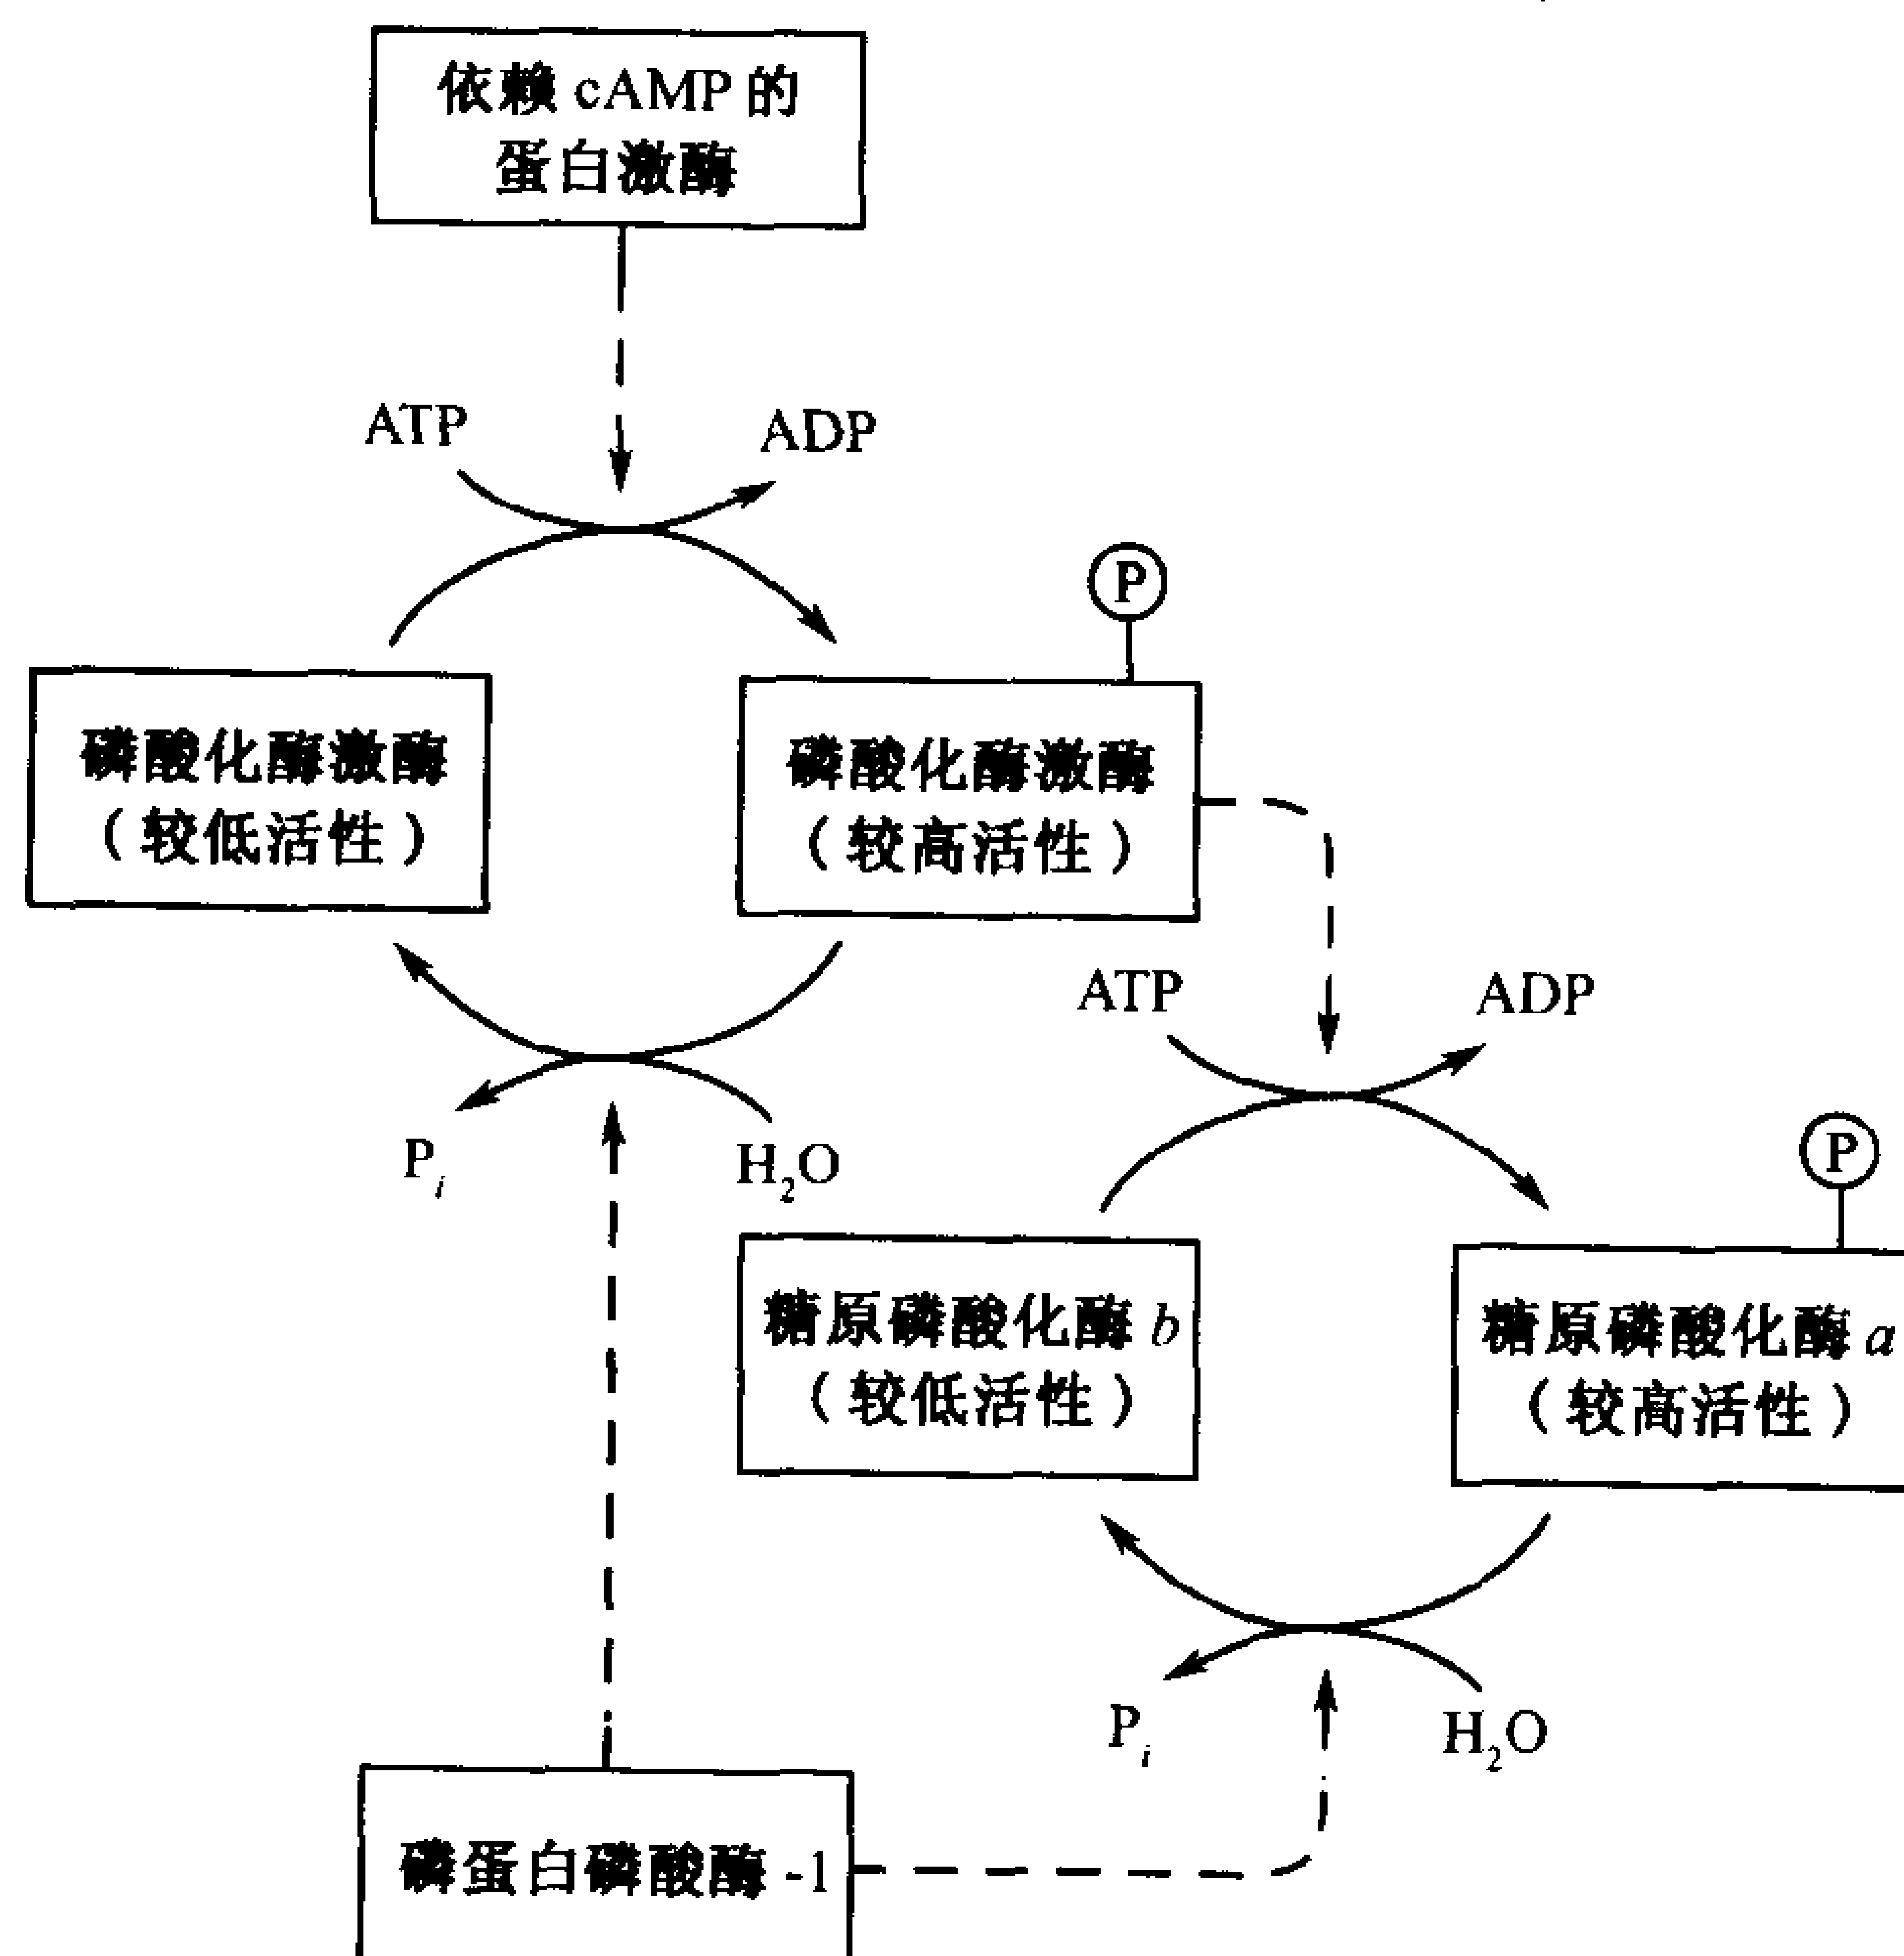 依赖 cAMP 的
蛋白激酶
ATP
ADP
P
磷酸化酶激酶
(较低活性)
磷酸化酶激酶
(较高活性)
ATP
ADP
P
P_i
H₂O
糖原磷酸化酶 b
(较低活性)
糖原磷酸化酶 a
(较高活性)
P_i
H₂O
磷蛋白磷酸酶 -1